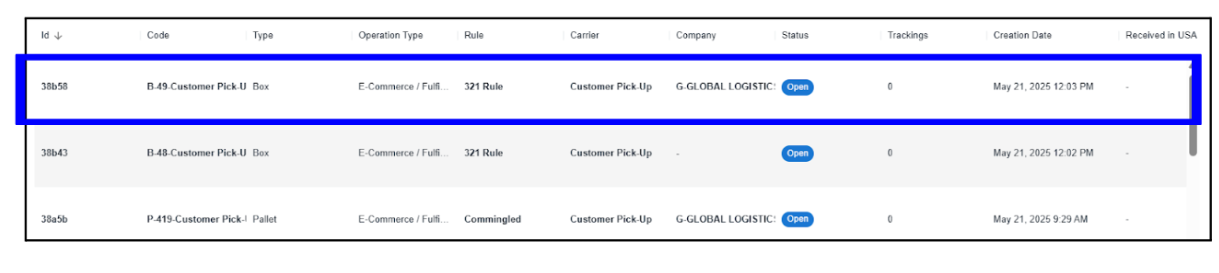 Id ↓ Code Type Operation Type Rule Carrier Company Status Trackings Creation Date Received in USA
38b58 B-49-Customer Pick-U Box E-Commerce / Fulfi... 321 Rule Customer Pick-Up G-GLOBAL LOGISTIC: Open 0 May 21, 2025 12:03 PM -
38b43 B-48-Customer Pick-U Box E-Commerce / Fulfi... 321 Rule Customer Pick-Up - Open 0 May 21, 2025 12:02 PM -
38a5b P-419-Customer Pick-I Pallet E-Commerce / Fulfi... Commingled Customer Pick-Up G-GLOBAL LOGISTIC: Open 0 May 21, 2025 9:29 AM -